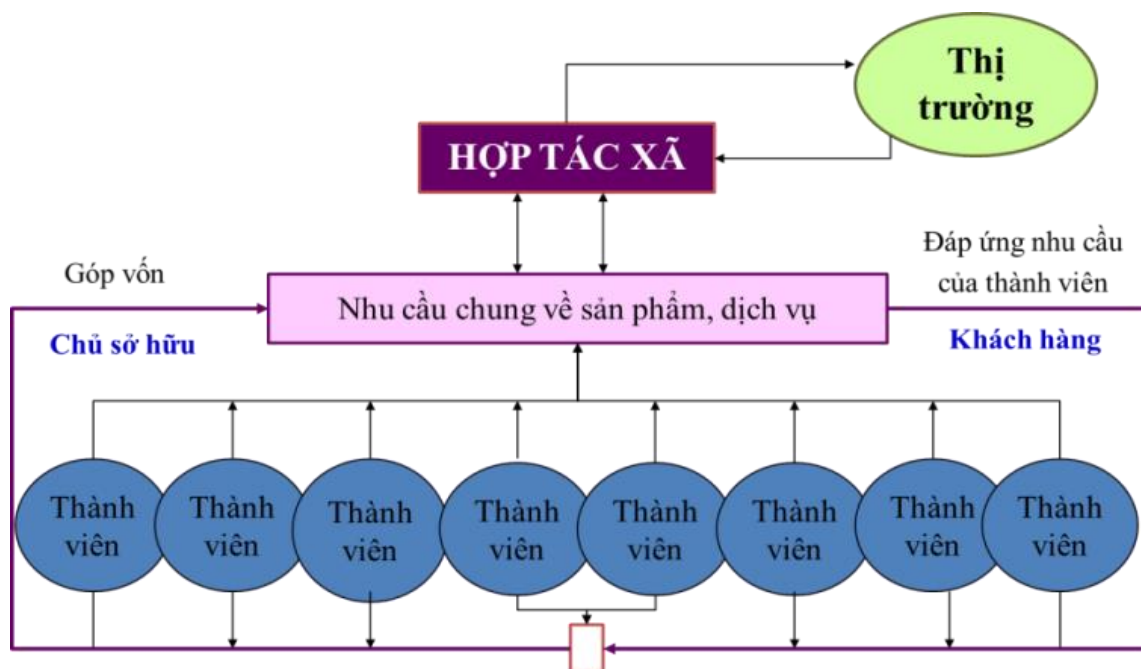 Thị
trường
HỢP TÁC XÃ
Góp vốn
Chủ sở hữu
Nhu cầu chung về sản phẩm, dịch vụ
Đáp ứng nhu cầu
của thành viên
Khách hàng
Thành
viên
Thành
viên
Thành
viên
Thành
viên
Thành
viên
Thành
viên
Thành
viên
Thành
viên